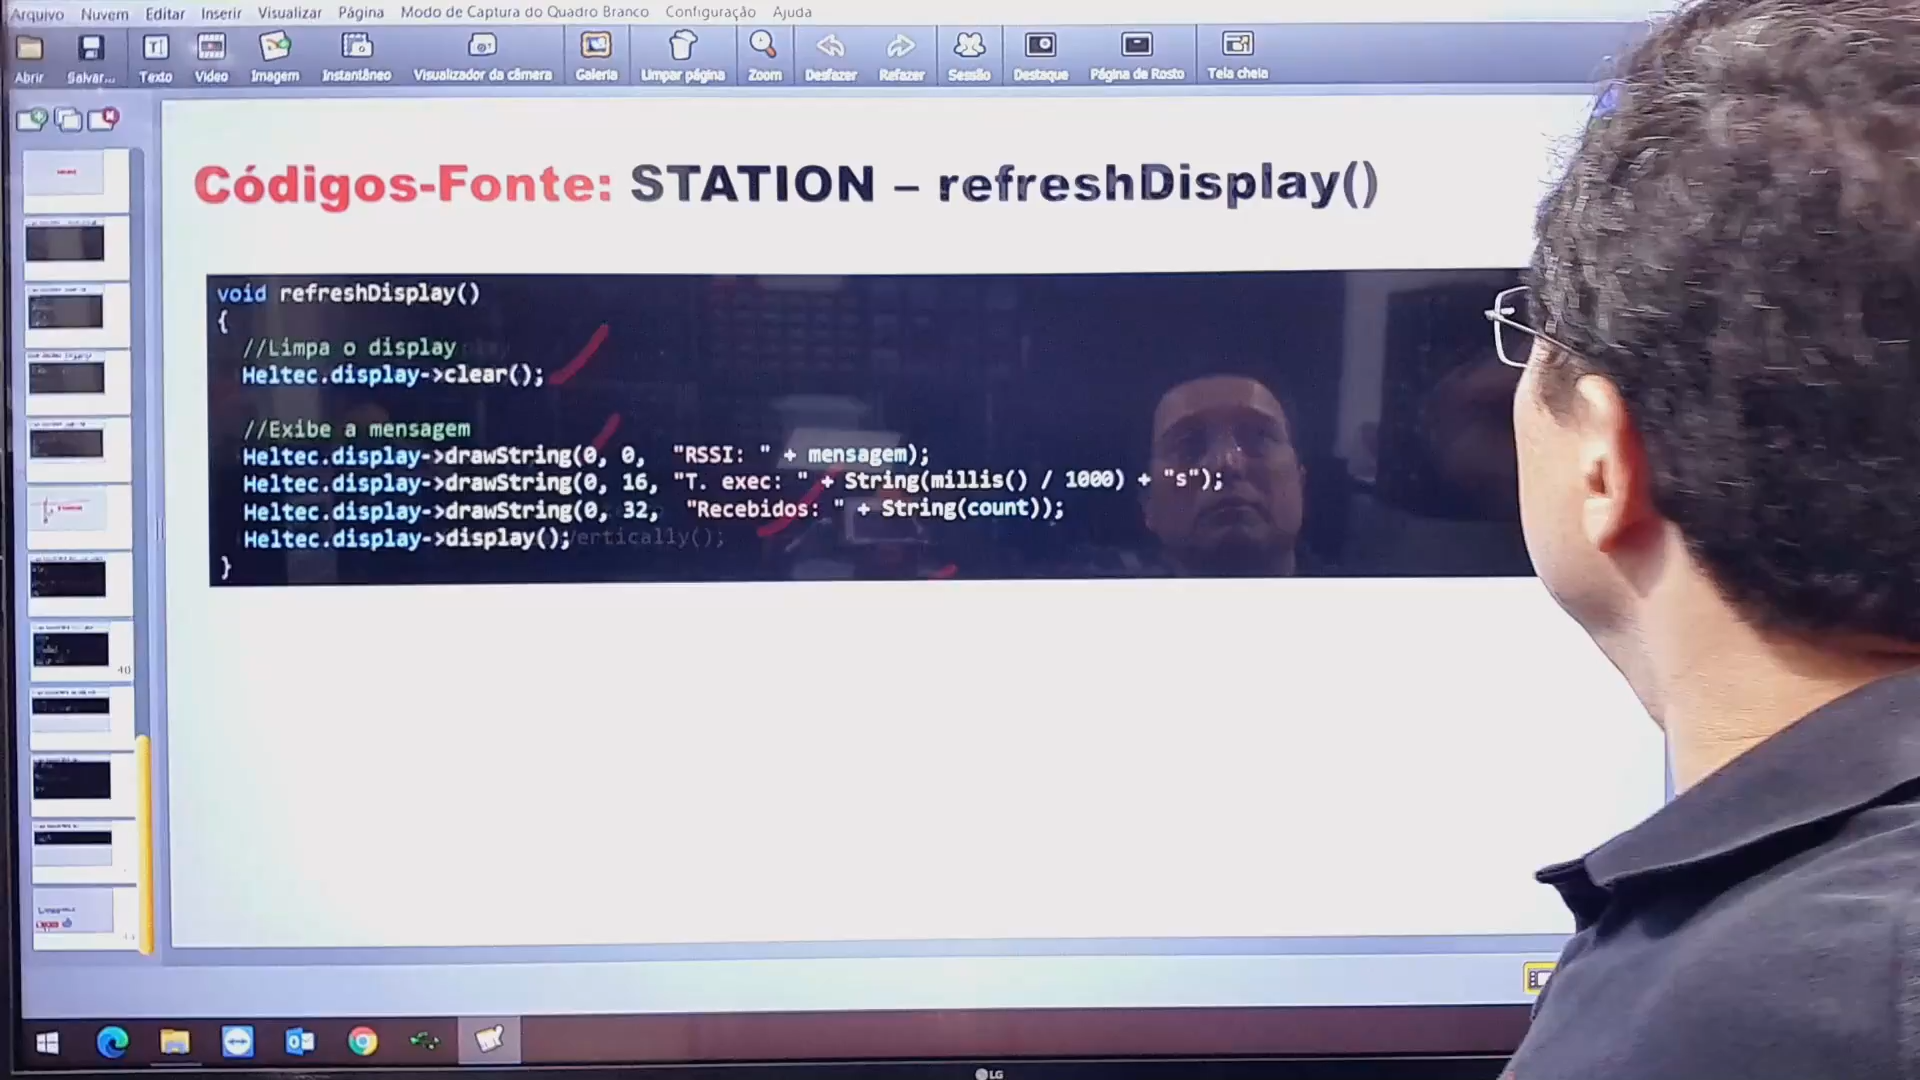 Arquivo Nuvem Editar Inserir Visualizar Página Modo de Captura do Quadro Branco Configuração Ajuda
Abrir Salvar... Texto Video Imagem Instantâneo Visualizador da câmera Galeria Limpar página Zoom Desfazer Refazer Sessão Destaque Página de Rosto Tela cheia
Códigos-Fonte: STATION – refreshDisplay()
void refreshDisplay()
{
//Limpa o display
Heltec.display->clear();
//Exibe a mensagem
Heltec.display->drawString(0, 0, "RSSI: " + mensagem);
Heltec.display->drawString(0, 16, "T. exec: " + String(millis() / 1000) + "s");
Heltec.display->drawString(0, 32, "Recebidos: " + String(count));
Heltec.display->display();ertically();
}
40
LG